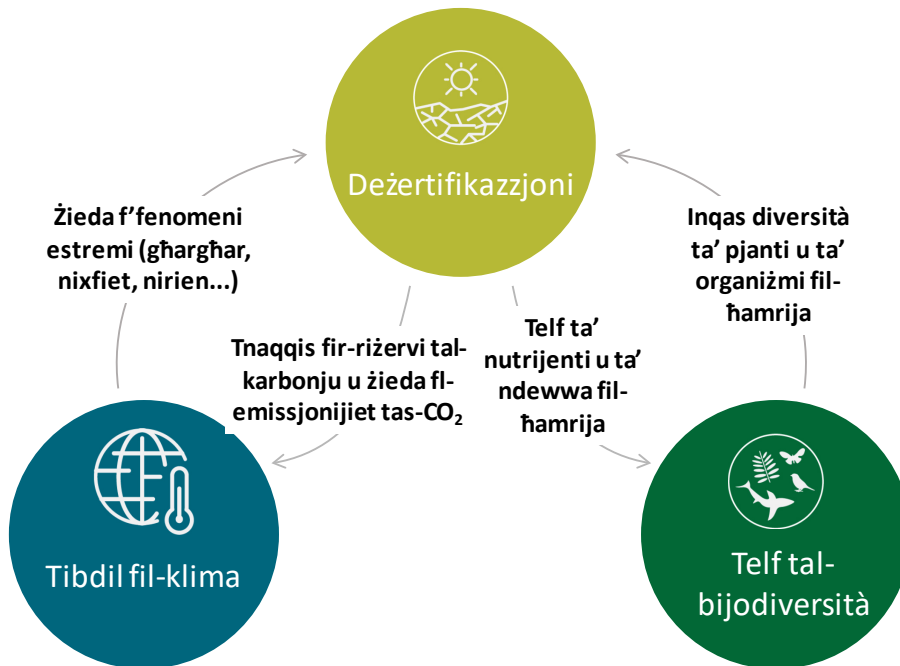 Deżertifikazzjoni
Żieda f'fenomeni
estremi (għargħar,
nixfiet, nirien...)
Inqas diversità
ta' pjanti u ta'
organiżmi fil-
ħamrija
Tnaqqis fir-riżervi tal-
karbonju u żieda fl-
emissjonijiet tas-CO₂
Telf ta'
nutrijenti u ta'
ndewwa fil-
ħamrija
Tibdil fil-klima
Telf tal-
bijodiversità